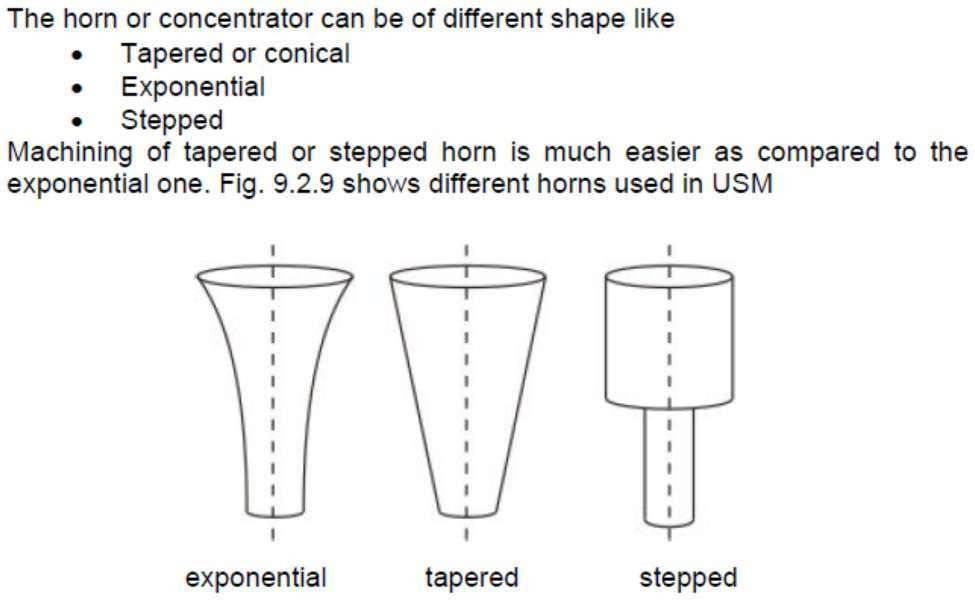 The horn or concentrator can be of different shape like
• Tapered or conical
• Exponential
• Stepped
Machining of tapered or stepped horn is much easier as compared to the
exponential one. Fig. 9.2.9 shows different horns used in USM
exponential tapered stepped